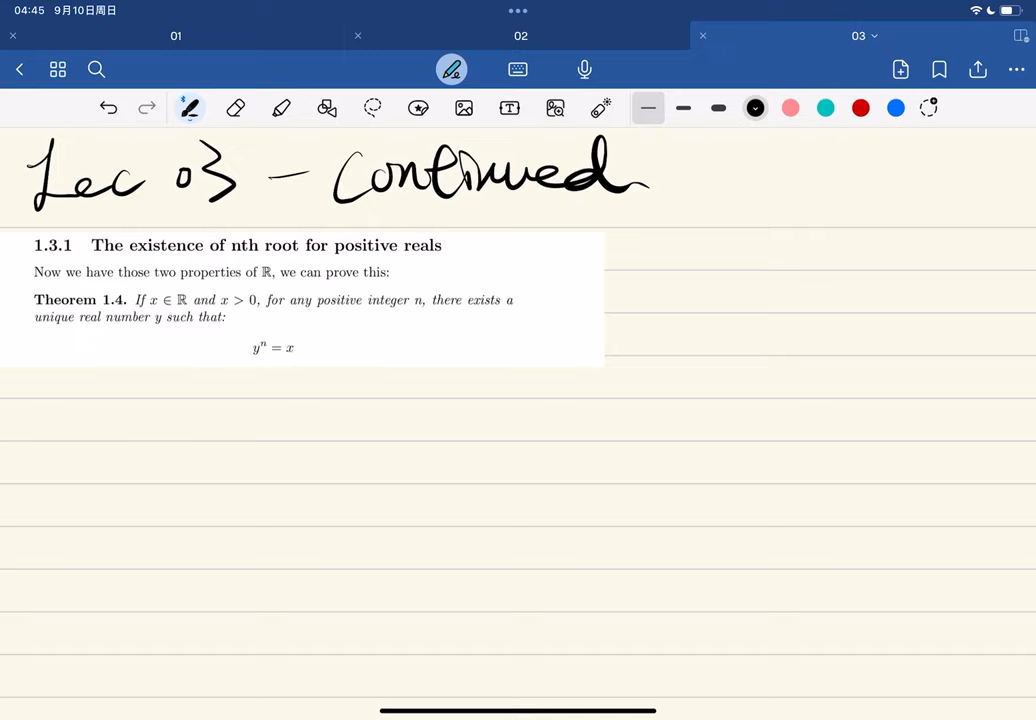 04:45 9月10日周日
01
02
03
Lec 03 - Continued
1.3.1 The existence of nth root for positive reals
Now we have those two properties of ℝ, we can prove this:
Theorem 1.4. If x ∈ ℝ and x > 0, for any positive integer n, there exists a
unique real number y such that:
yⁿ = x